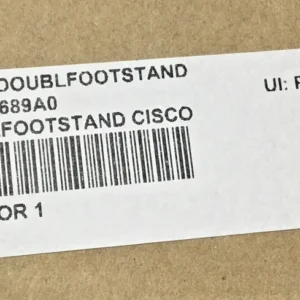 DOUBLFOOTSTAND
689A0
UI:
FOOTSTAND CISCO
OR 1